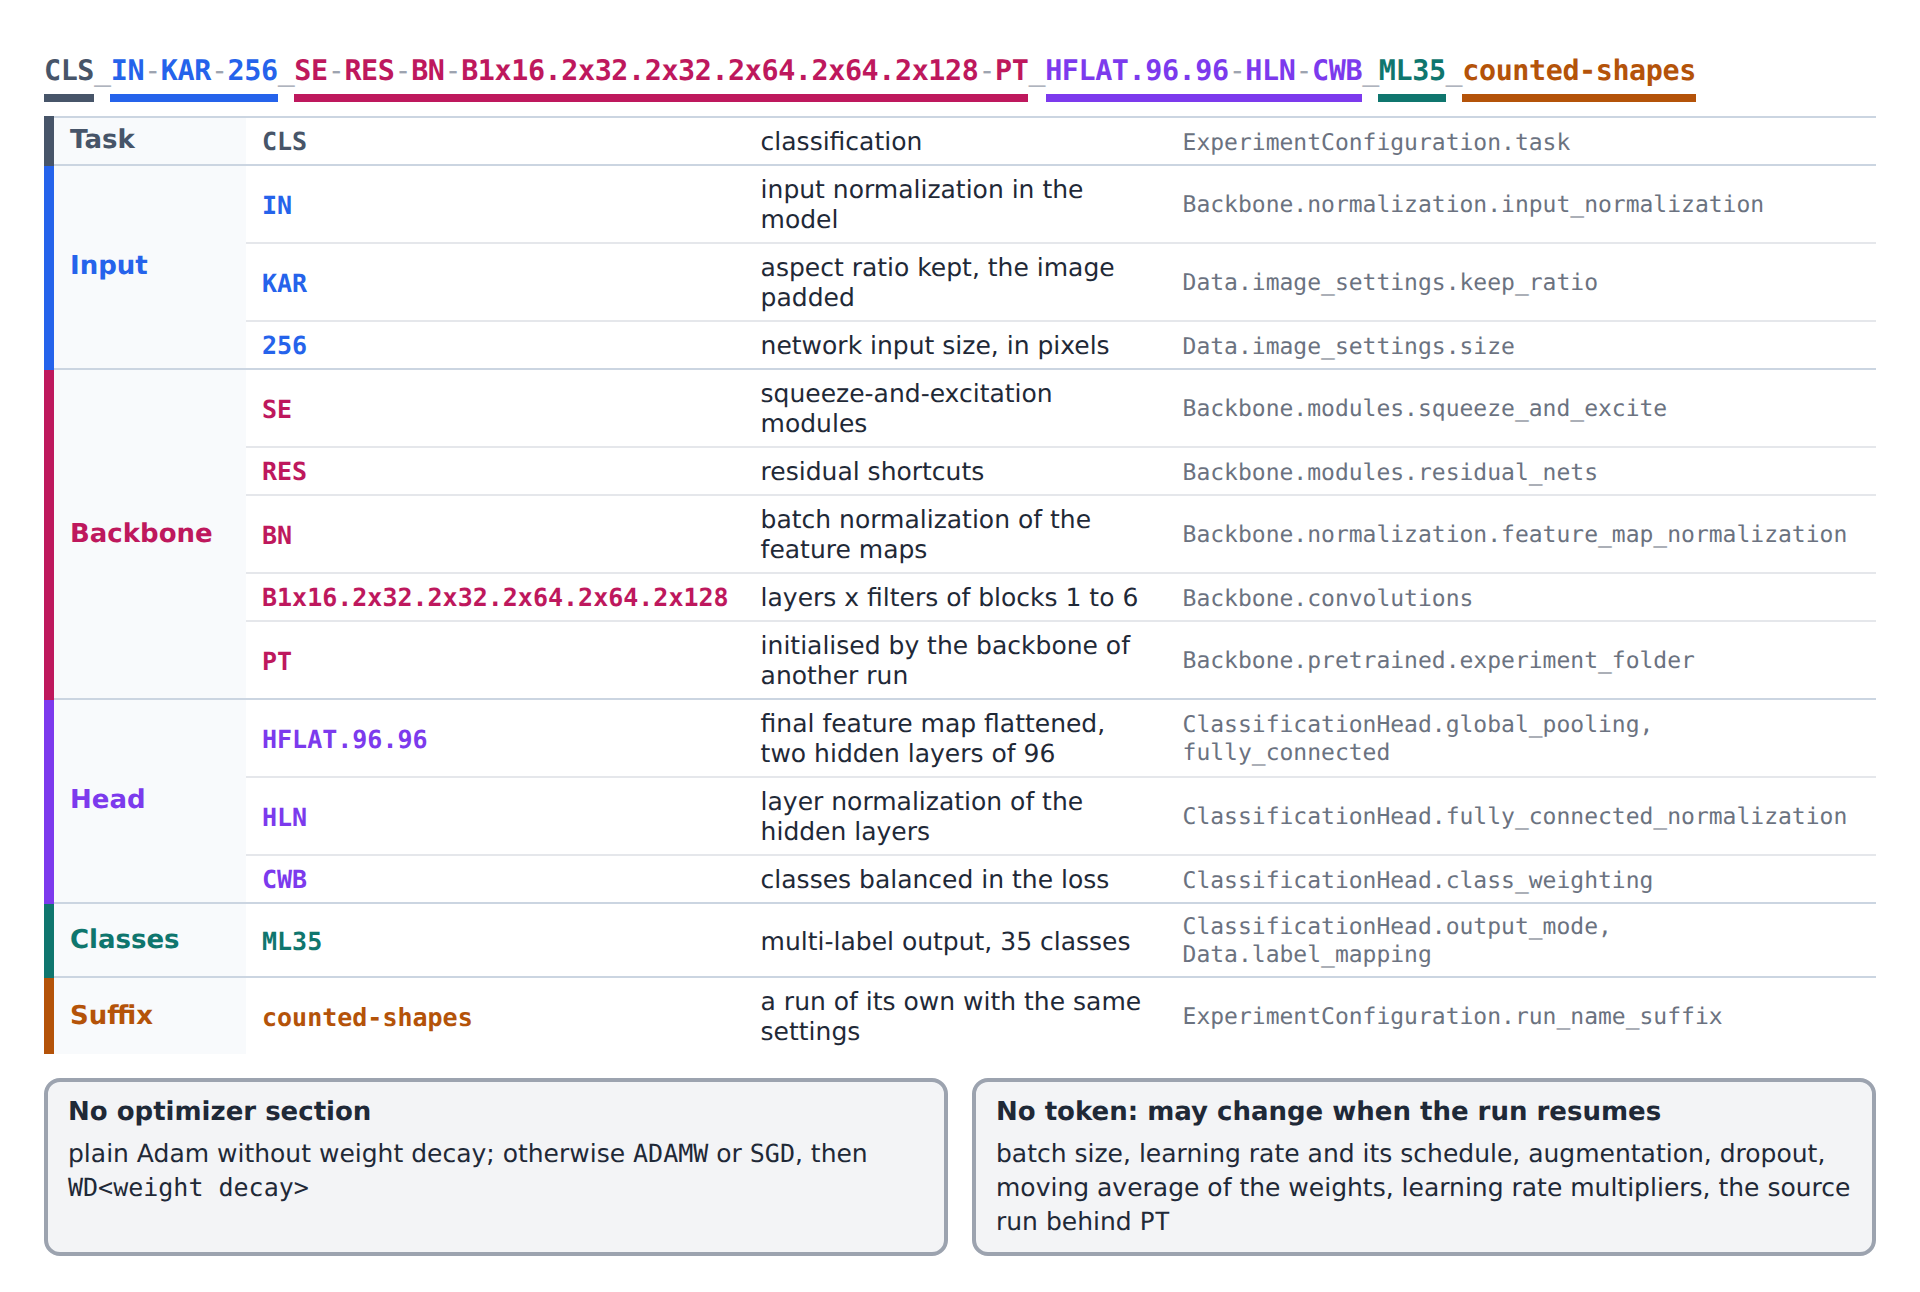 CLS_IN-KAR-256_SE-RES-BN-B1x16.2x32.2x32.2x64.2x64.2x128-PT_HFLAT.96.96-HLN-CWB_ML35_counted-shapes
Task
CLS
classification
ExperimentConfiguration.task
Input
IN
input normalization in the
model
Backbone.normalization.input_normalization
KAR
aspect ratio kept, the image
padded
Data.image_settings.keep_ratio
256
network input size, in pixels
Data.image_settings.size
Backbone
SE
squeeze-and-excitation
modules
Backbone.modules.squeeze_and_excite
RES
residual shortcuts
Backbone.modules.residual_nets
BN
batch normalization of the
feature maps
Backbone.normalization.feature_map_normalization
B1x16.2x32.2x32.2x64.2x64.2x128
layers x filters of blocks 1 to 6
Backbone.convolutions
PT
initialised by the backbone of
another run
Backbone.pretrained.experiment_folder
Head
HFLAT.96.96
final feature map flattened,
two hidden layers of 96
ClassificationHead.global_pooling,
fully_connected
HLN
layer normalization of the
hidden layers
ClassificationHead.fully_connected_normalization
CWB
classes balanced in the loss
ClassificationHead.class_weighting
Classes
ML35
multi-label output, 35 classes
ClassificationHead.output_mode,
Data.label_mapping
Suffix
counted-shapes
a run of its own with the same
settings
ExperimentConfiguration.run_name_suffix
No optimizer section
plain Adam without weight decay; otherwise ADAMW or SGD, then
WD<weight decay>
No token: may change when the run resumes
batch size, learning rate and its schedule, augmentation, dropout,
moving average of the weights, learning rate multipliers, the source
run behind PT